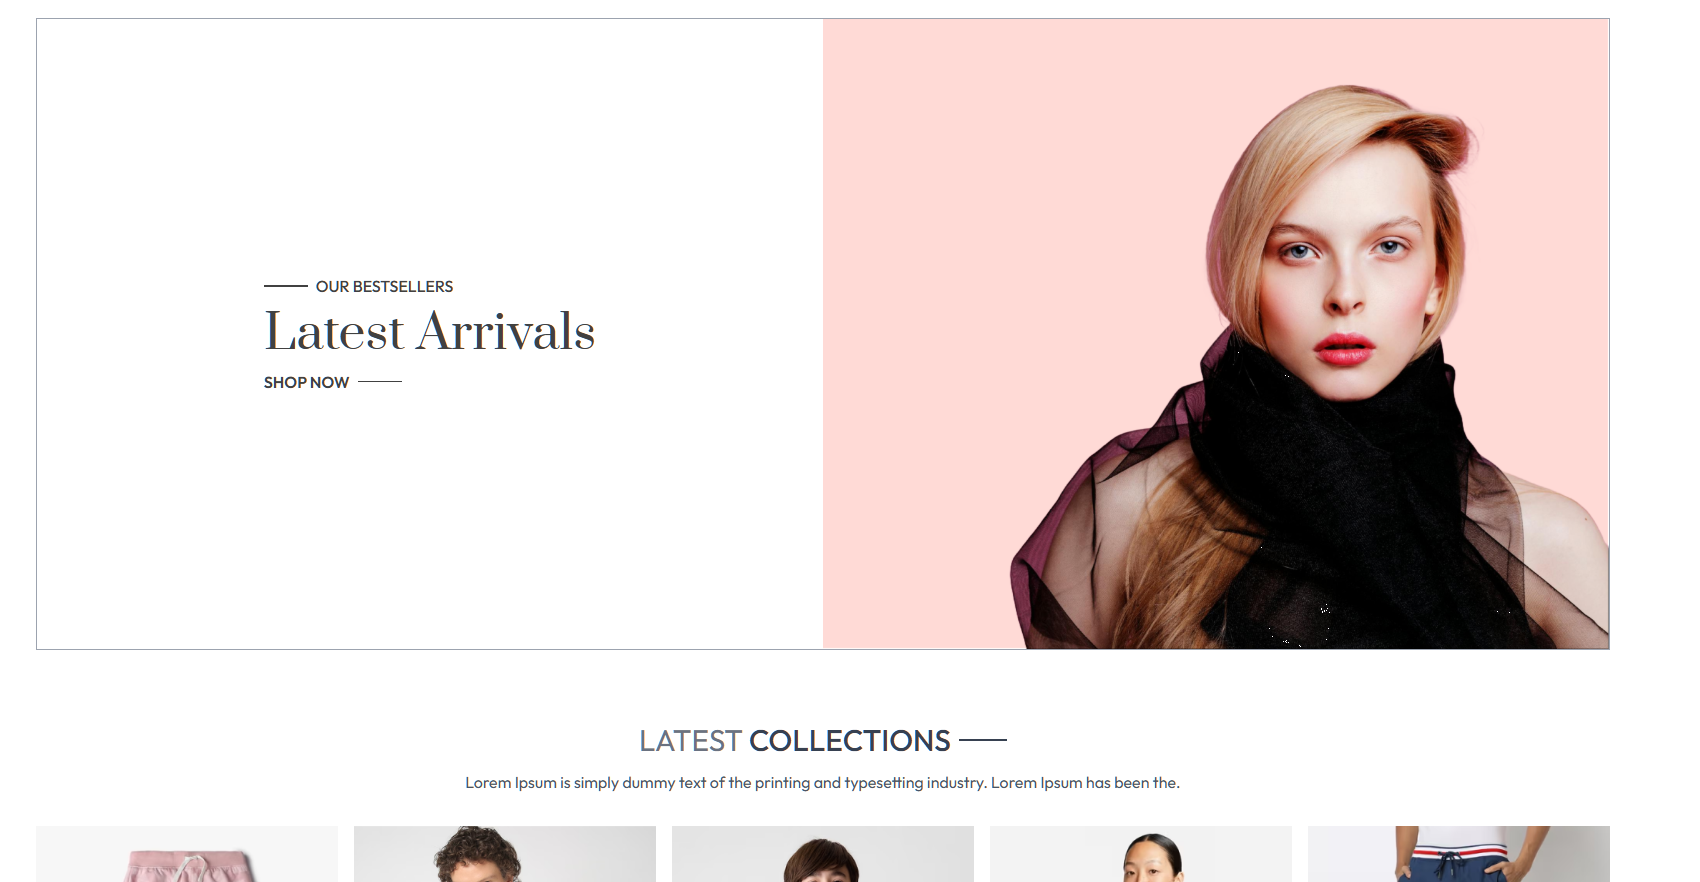 OUR BESTSELLERS
Latest Arrivals
SHOP NOW
LATEST COLLECTIONS
Lorem Ipsum is simply dummy text of the printing and typesetting industry. Lorem Ipsum has been the.